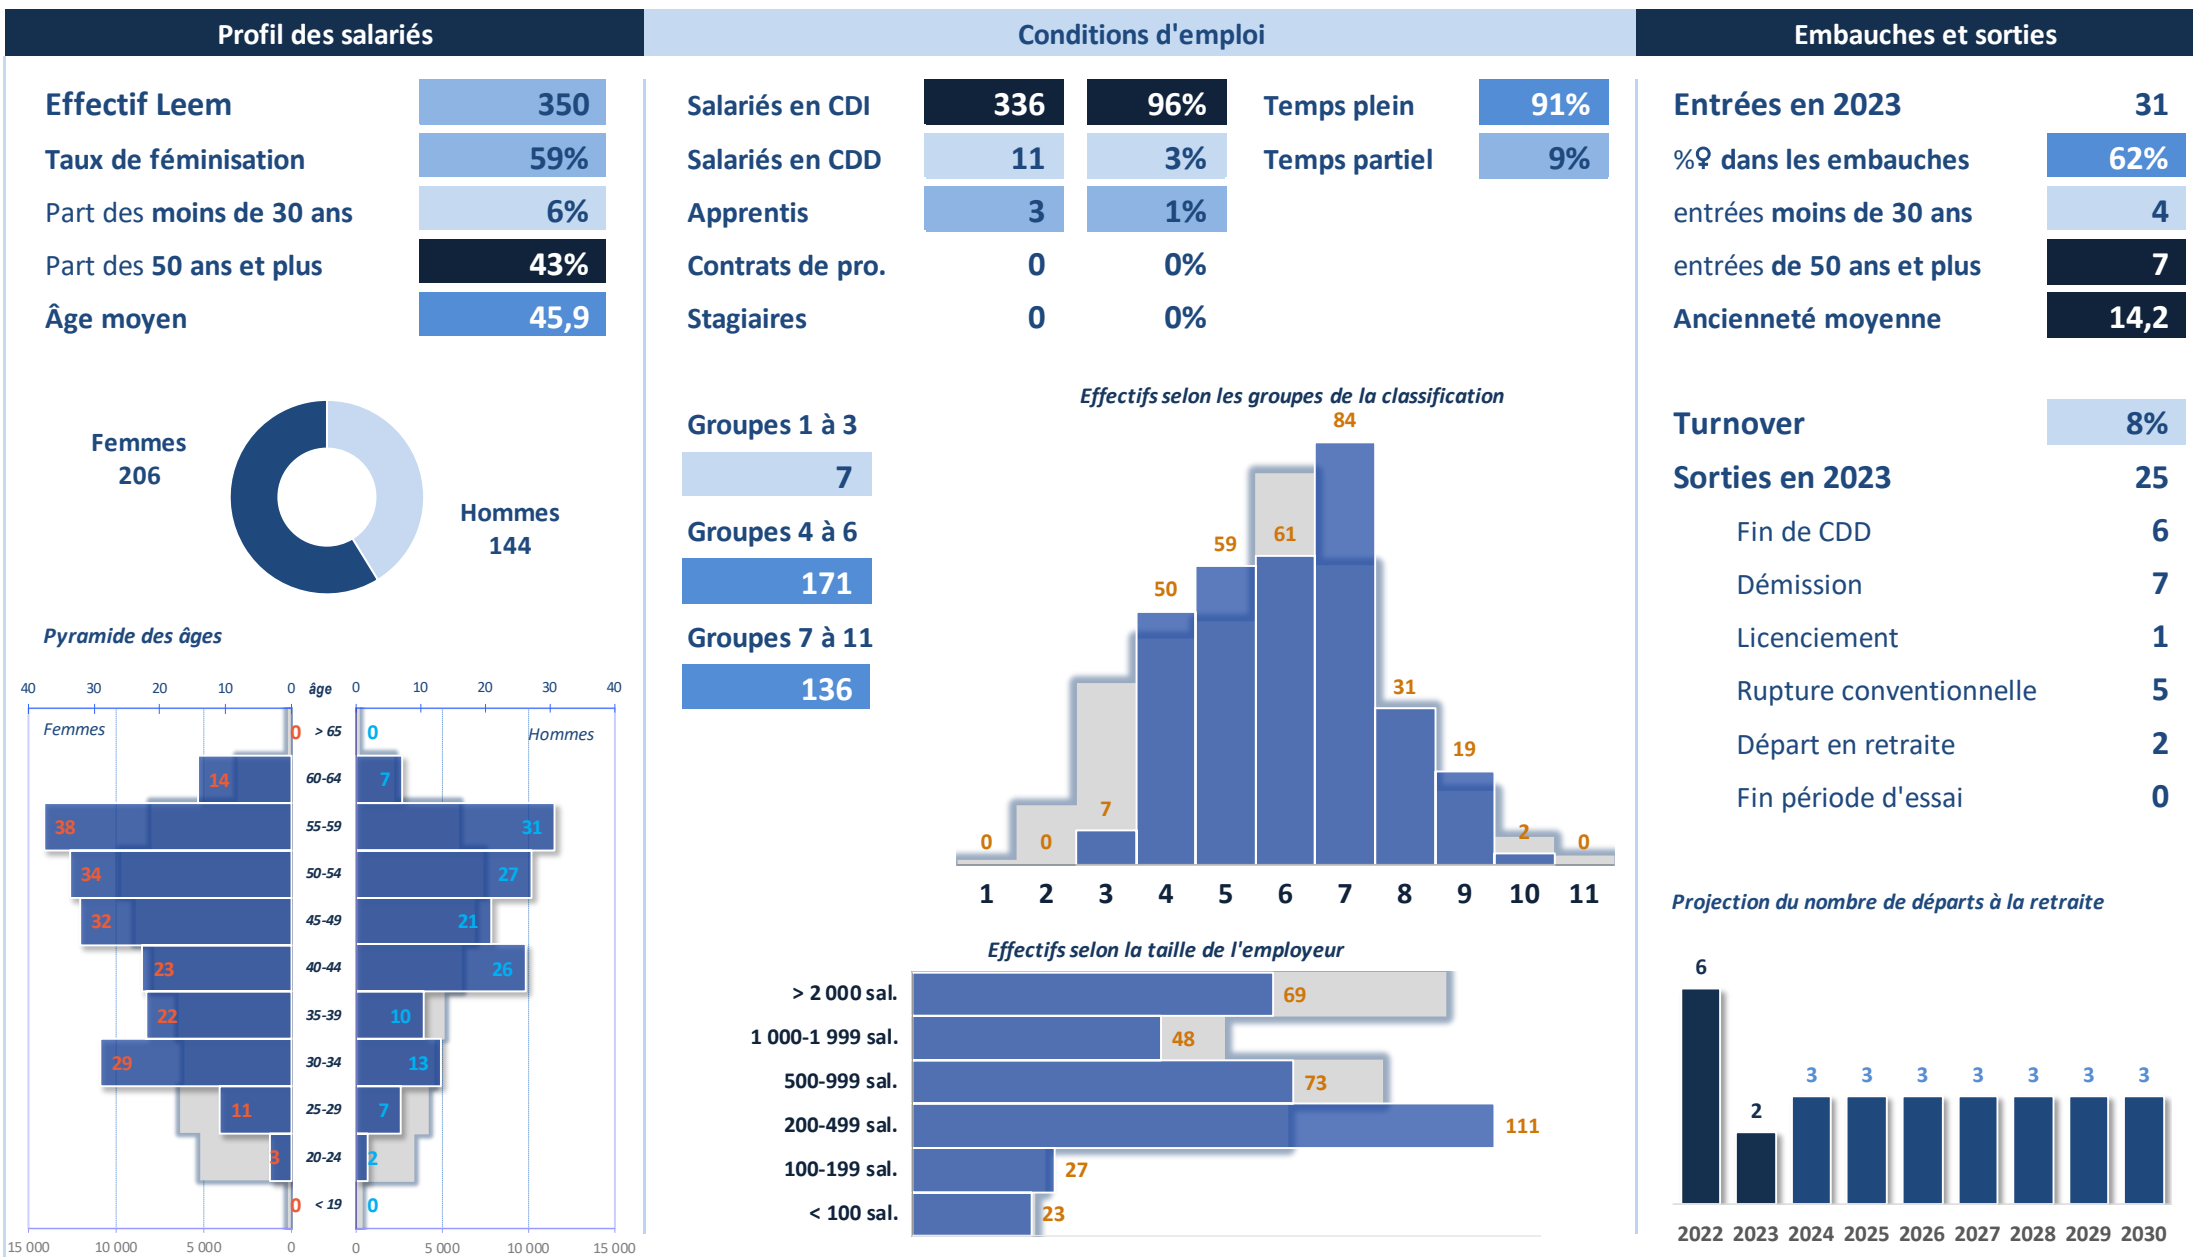 Profil des salariés
Effectif Leem 350
Taux de féminisation 59%
Part des moins de 30 ans 6%
Part des 50 ans et plus 43%
Âge moyen 45,9
Femmes
206
Hommes
144
Pyramide des âges
40 30 20 10 0 âge 0 10 20 30 40
Femmes Hommes
0 > 65 0
14 60-64 7
38 55-59 31
34 50-54 27
32 45-49 21
23 40-44 26
22 35-39 10
29 30-34 13
11 25-29 7
3 20-24 2
0 < 19 0
15 000 10 000 5 000 0 0 5 000 10 000 15 000
Conditions d'emploi
Salariés en CDI 336 96% Temps plein 91%
Salariés en CDD 11 3% Temps partiel 9%
Apprentis 3 1%
Contrats de pro. 0 0%
Stagiaires 0 0%
Groupes 1 à 3
7
Groupes 4 à 6
171
Groupes 7 à 11
136
Effectifs selon les groupes de la classification
0 0 7 50 59 61 84 31 19 2 0
1 2 3 4 5 6 7 8 9 10 11
Effectifs selon la taille de l'employeur
> 2 000 sal. 69
1 000-1 999 sal. 48
500-999 sal. 73
200-499 sal. 111
100-199 sal. 27
< 100 sal. 23
Embauches et sorties
Entrées en 2023 31
%♀ dans les embauches 62%
entrées moins de 30 ans 4
entrées de 50 ans et plus 7
Ancienneté moyenne 14,2
Turnover 8%
Sorties en 2023 25
Fin de CDD 6
Démission 7
Licenciement 1
Rupture conventionnelle 5
Départ en retraite 2
Fin période d'essai 0
Projection du nombre de départs à la retraite
6 2 3 3 3 3 3 3 3
2022 2023 2024 2025 2026 2027 2028 2029 2030